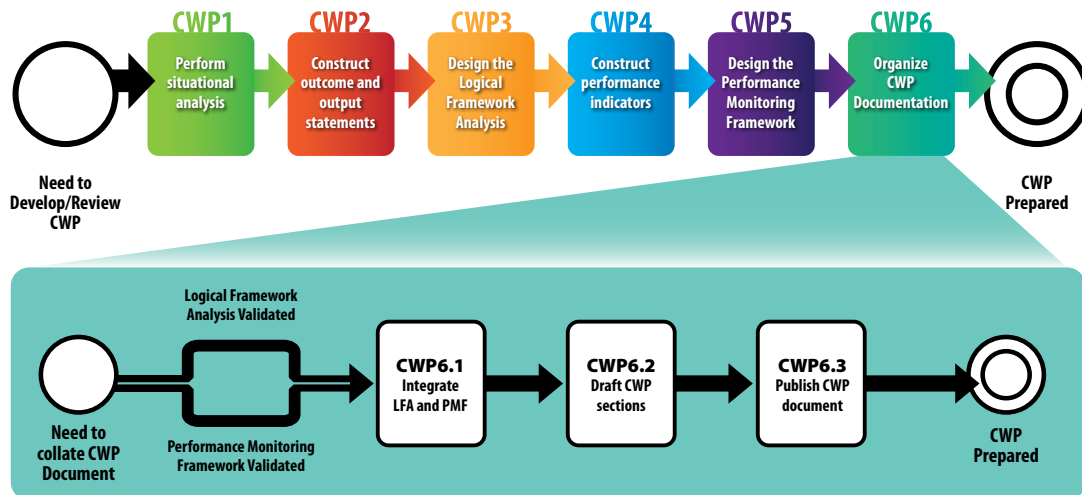 CWP1
CWP2
CWP3
CWP4
CWP5
CWP6
Perform
situational
analysis
Construct
outcome and
output
statements
Design the
Logical
Framework
Analysis
Construct
performance
indicators
Design the
Performance
Monitoring
Framework
Organize
CWP
Documentation
Need to
Develop/Review
CWP
CWP
Prepared
Logical Framework
Analysis Validated
Need to
collate CWP
Document
Performance Monitoring
Framework Validated
CWP6.1
Integrate
LFA and PMF
CWP6.2
Draft CWP
sections
CWP6.3
Publish CWP
document
CWP
Prepared